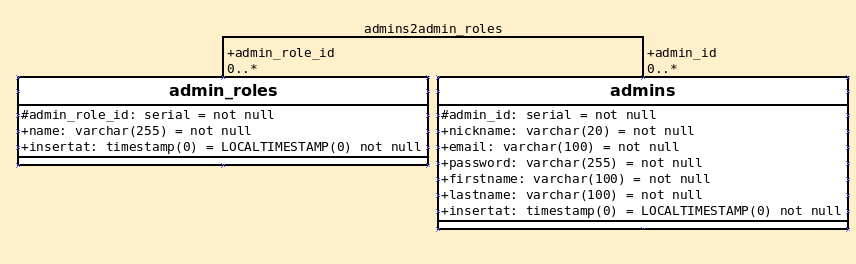 admins2admin_roles
+admin_role_id
0..*
+admin_id
0..*
admin_roles
#admin_role_id: serial = not null
+name: varchar(255) = not null
+insertat: timestamp(0) = LOCALTIMESTAMP(0) not null
admins
#admin_id: serial = not null
+nickname: varchar(20) = not null
+email: varchar(100) = not null
+password: varchar(255) = not null
+firstname: varchar(100) = not null
+lastname: varchar(100) = not null
+insertat: timestamp(0) = LOCALTIMESTAMP(0) not null